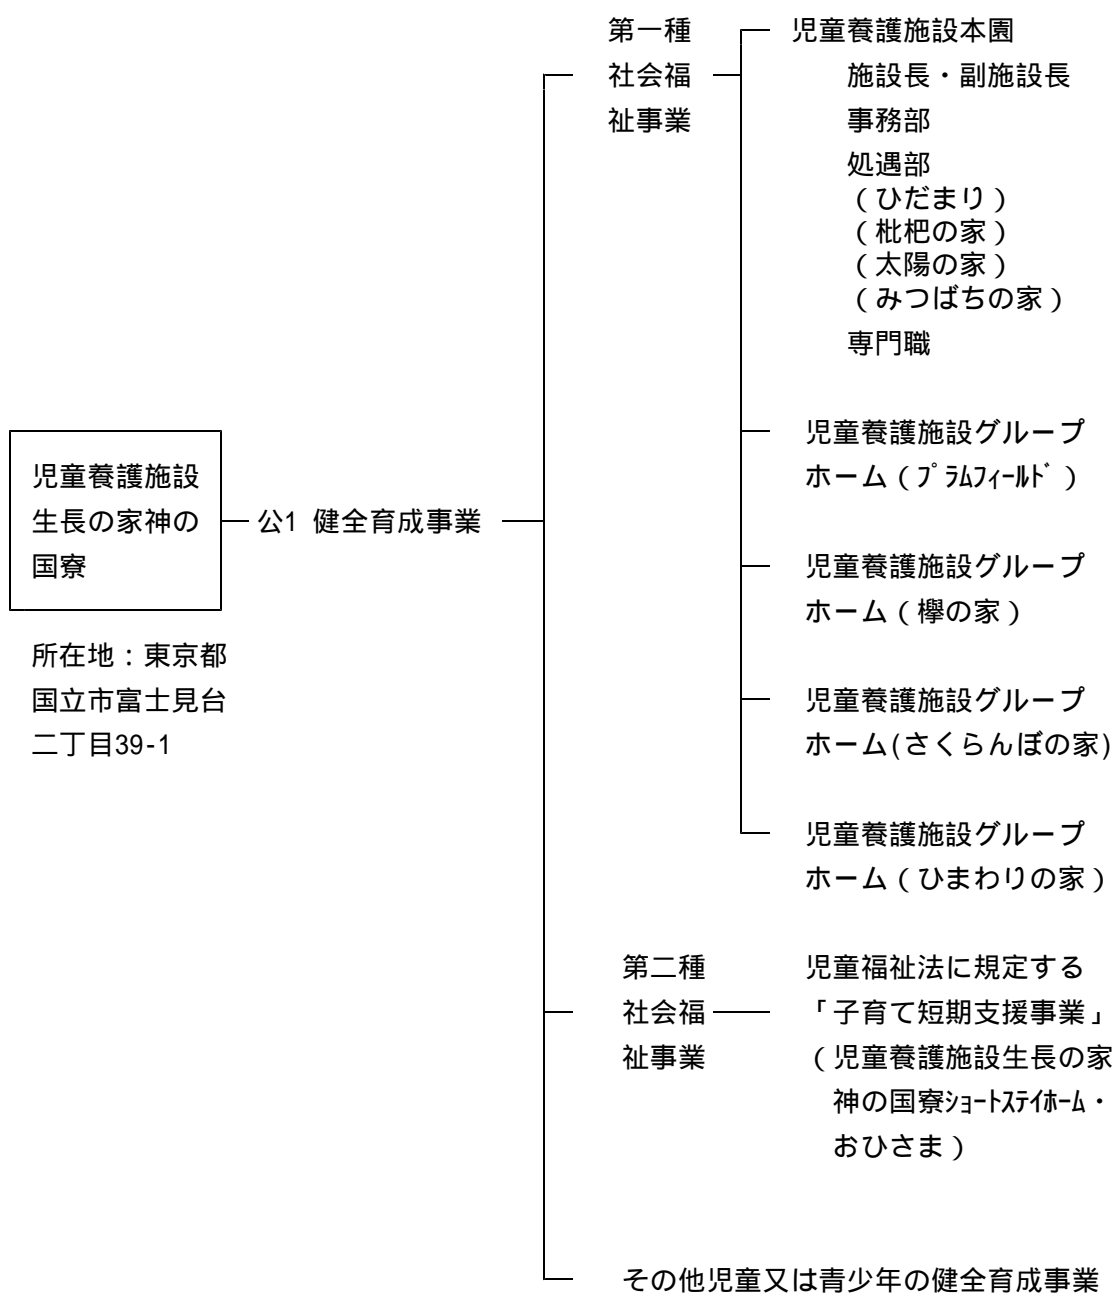 第一種
社会福
祉事業
児童養護施設本園
施設長・副施設長
事務部
処遇部
（ひだまり）
（枇杷の家）
（太陽の家）
（みつばちの家）
専門職
児童養護施設グループ
ホーム（ﾌﾟﾗﾑﾌｨｰﾙﾄﾞ）
児童養護施設グループ
ホーム（欅の家）
児童養護施設グループ
ホーム(さくらんぼの家)
児童養護施設グループ
ホーム（ひまわりの家）
児童養護施設
生長の家神の
国寮
公1 健全育成事業
所在地：東京都
国立市富士見台
二丁目39-1
第二種
社会福
祉事業
児童福祉法に規定する
「子育て短期支援事業」
（児童養護施設生長の家
神の国寮ｼｮｰﾄｽﾃｲﾎｰﾑ・
おひさま）
その他児童又は青少年の健全育成事業